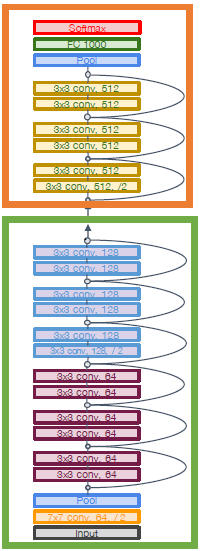 Softmax
FC 1000
Pool
3x3 conv, 512
3x3 conv, 512
3x3 conv, 512
3x3 conv, 512
3x3 conv, 512
3x3 conv, 512, /2
3x3 conv, 128
3x3 conv, 128
3x3 conv, 128
3x3 conv, 128
3x3 conv, 128
3x3 conv, 128, / 2
3x3 conv, 64
3x3 conv, 64
3x3 conv, 64
3x3 conv, 64
3x3 conv, 64
3x3 conv, 64
Pool
7x7 conv, 64, / 2
Input